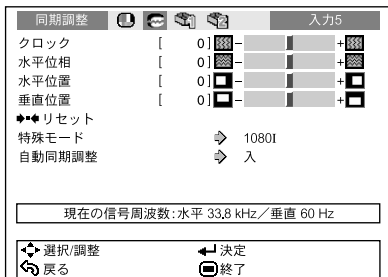 同期調整 入力5
クロック [ 0] - +
水平位相 [ 0] - +
水平位置 [ 0] - +
垂直位置 [ 0] - +
リセット
特殊モード 1080I
自動同期調整 入
現在の信号周波数:水平 33,8 kHz／垂直 60 Hz
選択/調整 決定
戻る 終了